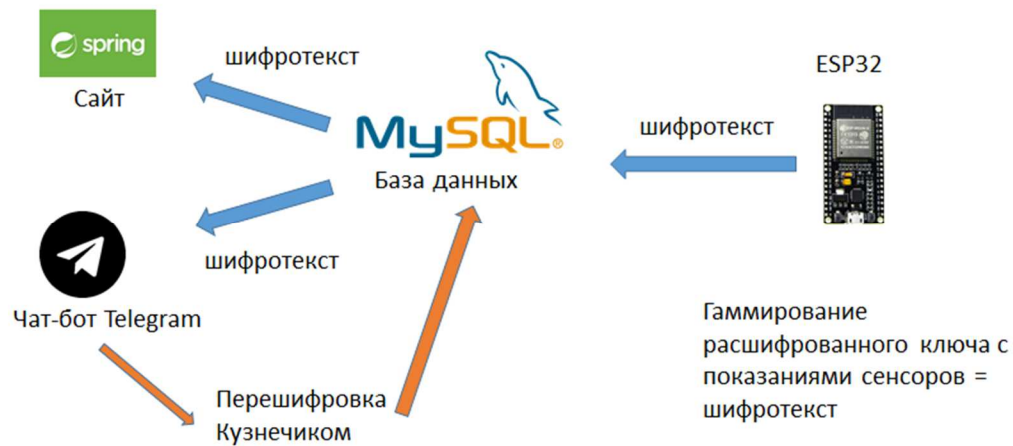 spring
Сайт
шифротекст
MySQL®
База данных
шифротекст
ESP32
шифротекст
Чат-бот Telegram
Перешифровка
Кузнечиком
Гаммирование
расшифрованного ключа с
показаниями сенсоров =
шифротекст